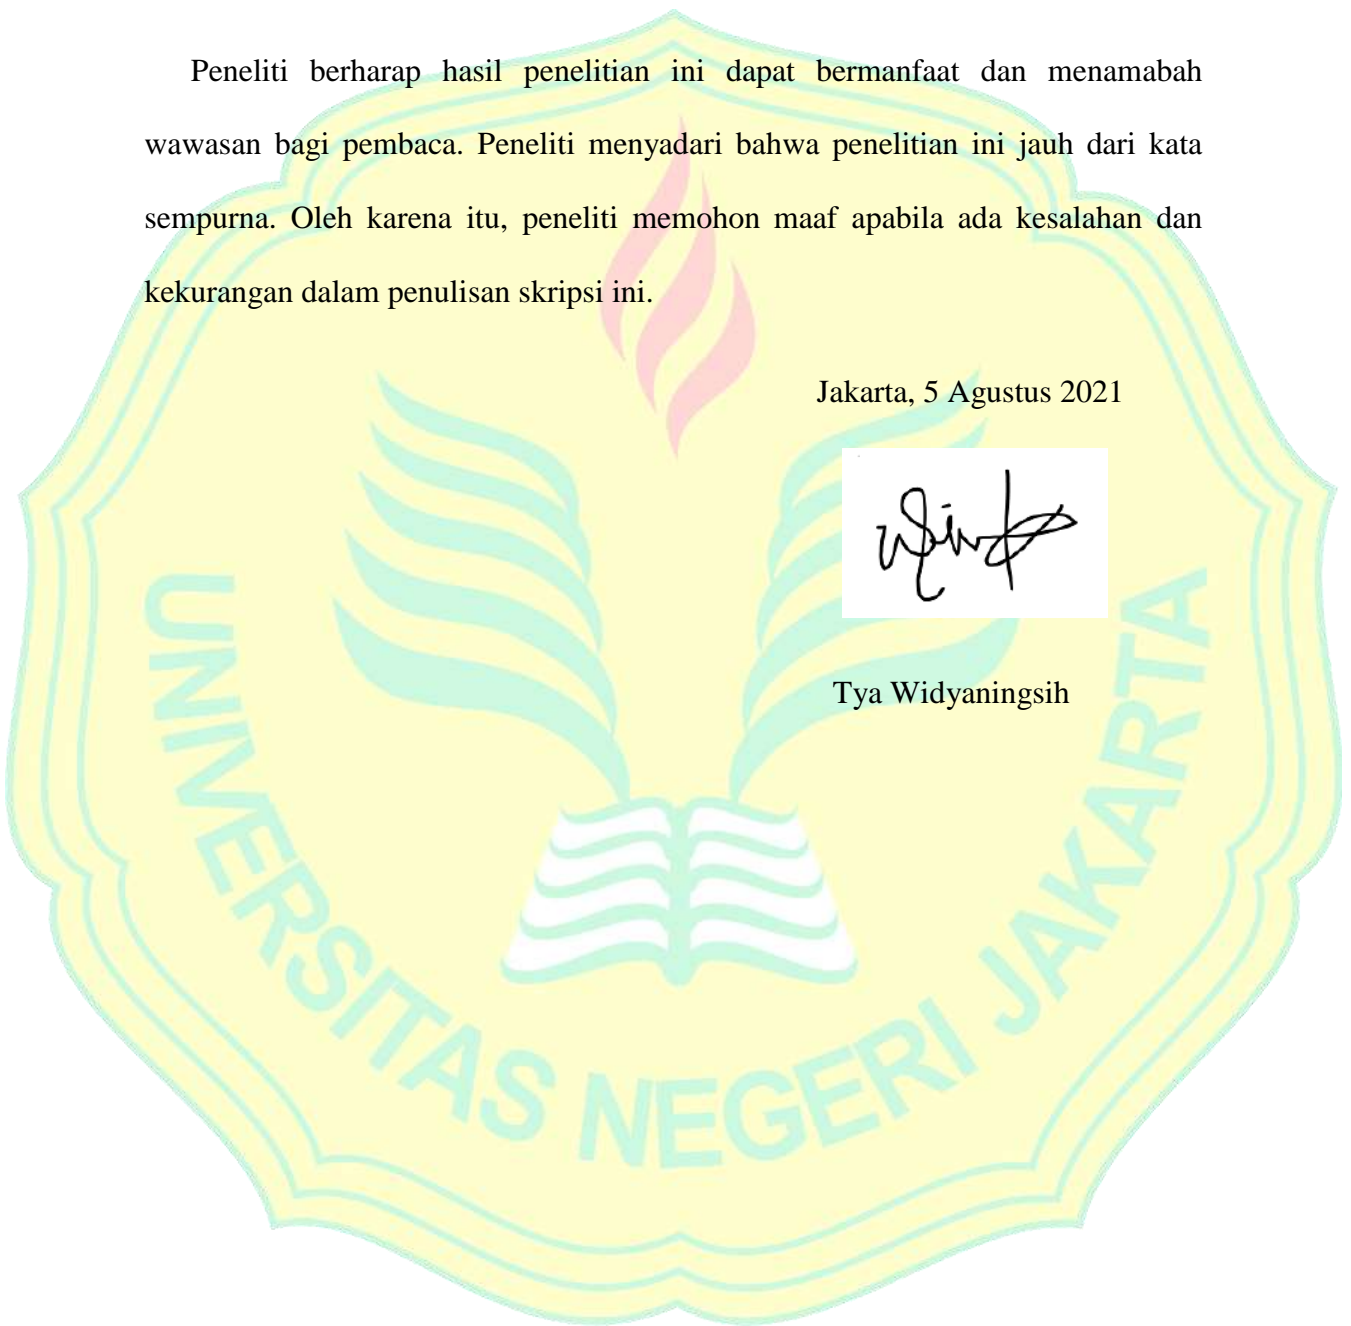 Peneliti berharap hasil penelitian ini dapat bermanfaat dan menamabah
wawasan bagi pembaca. Peneliti menyadari bahwa penelitian ini jauh dari kata
sempurna. Oleh karena itu, peneliti memohon maaf apabila ada kesalahan dan
kekurangan dalam penulisan skripsi ini.
Jakarta, 5 Agustus 2021
Tya Widyaningsih
UNIVERSITAS NEGERI JAKARTA